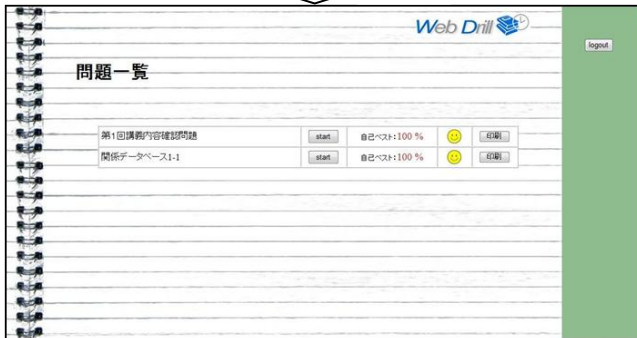 Web Drill
logout
問題一覧
第1回講義内容確認問題 start 自己ベスト:100 % 印刷
関係データベース1-1 start 自己ベスト:100 % 印刷